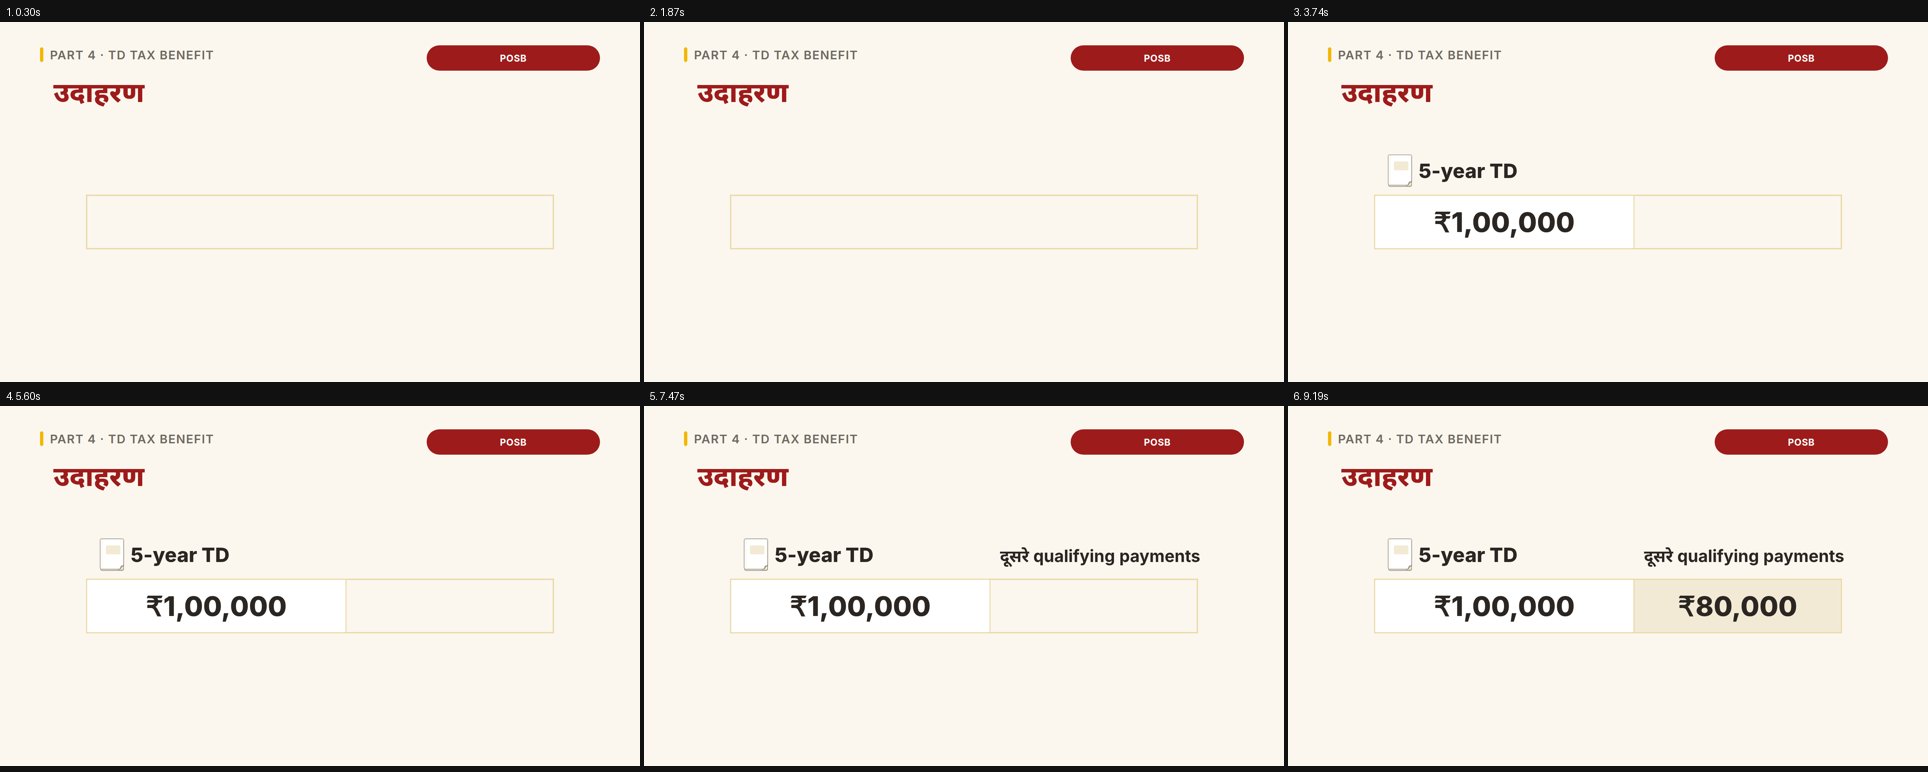 1. 0.30s
PART 4 · TD TAX BENEFIT
POSB
उदाहरण
2. 1.87s
PART 4 · TD TAX BENEFIT
POSB
उदाहरण
3. 3.74s
PART 4 · TD TAX BENEFIT
POSB
उदाहरण
5-year TD
₹1,00,000
4. 5.60s
PART 4 · TD TAX BENEFIT
POSB
उदाहरण
5-year TD
₹1,00,000
5. 7.47s
PART 4 · TD TAX BENEFIT
POSB
उदाहरण
5-year TD
दूसरे qualifying payments
₹1,00,000
6. 9.19s
PART 4 · TD TAX BENEFIT
POSB
उदाहरण
5-year TD
दूसरे qualifying payments
₹1,00,000
₹80,000